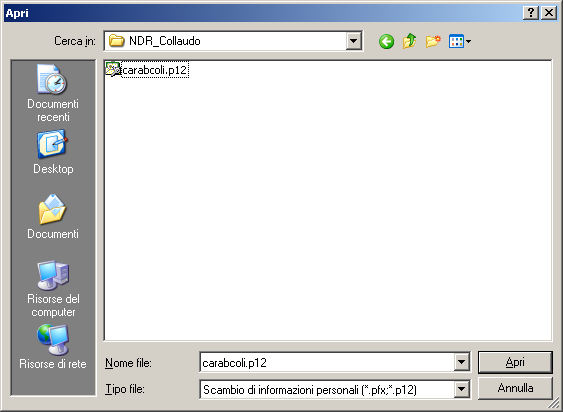 Apri
Cerca in: NDR_Collaudo
carabcoli.p12
Documenti
recenti
Desktop
Documenti
Risorse del
computer
Risorse di rete
Nome file: carabcoli.p12 Apri
Tipo file: Scambio di informazioni personali (*.pfx;*.p12) Annulla